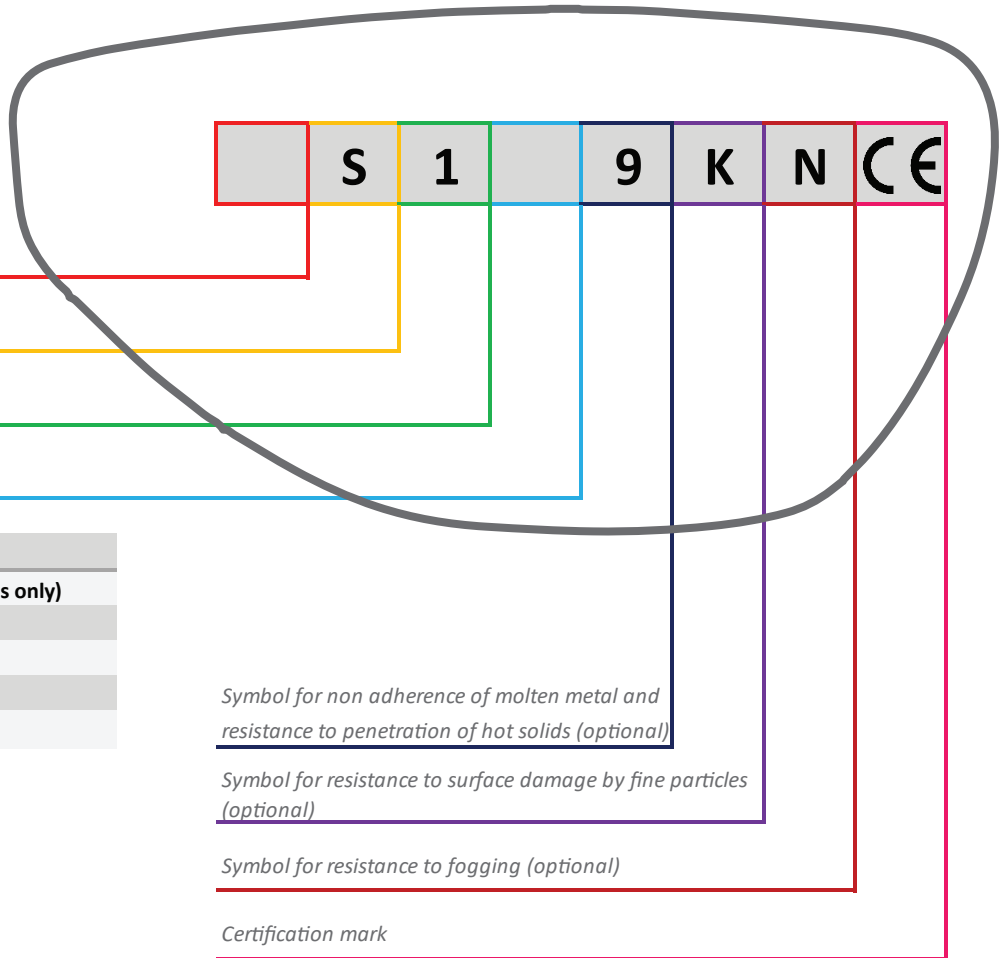 S 1 9 K N CE
s only)
Symbol for non adherence of molten metal and
resistance to penetration of hot solids (optional)
Symbol for resistance to surface damage by fine particles
(optional)
Symbol for resistance to fogging (optional)
Certification mark